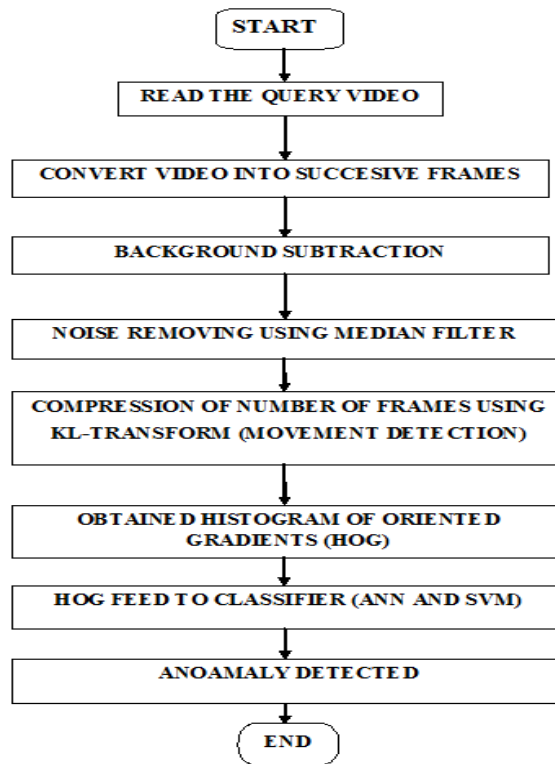 START
READ THE QUERY VIDEO
CONVERT VIDEO INTO SUCCESIVE FRAMES
BACKGROUND SUBTRACTION
NOISE REMOVING USING MEDIAN FILTER
COMPRESSION OF NUMBER OF FRAMES USING
KL-TRANSFORM (MOVEMENT DETECTION)
OBTAINED HISTOGRAM OF ORIENTED
GRADIENTS (HOG)
HOG FEED TO CLASSIFIER (ANN AND SVM)
ANOAMALY DETECTED
END